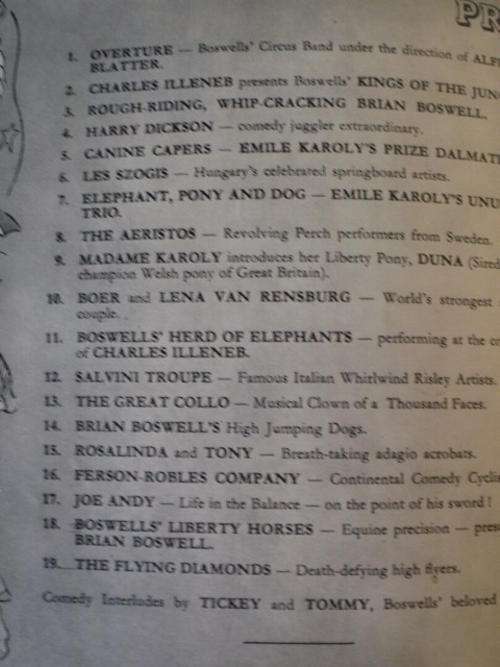 PR
1. OVERTURE — Boswells' Circus Band under the direction of ALF
BLATTER.
2. CHARLES ILLENEB presents Boswells' KINGS OF THE JUN
3. ROUGH-RIDING, WHIP-CRACKING BRIAN BOSWELL.
4. HARRY DICKSON — comedy juggler extraordinary.
5. CANINE CAPERS — EMILE KAROLY'S PRIZE DALMATI
6. LES SZOGIS — Hungary's celebrated springboard artists.
7. ELEPHANT, PONY AND DOG — EMILE KAROLY'S UNU
TRIO.
8. THE AERISTOS — Revolving Perch performers from Sweden.
9. MADAME KAROLY introduces her Liberty Pony, DUNA (Sired
champion Welsh pony of Great Britain).
10. BOER and LENA VAN RENSBURG — World's strongest
couple.
11. BOSWELLS' HERD OF ELEPHANTS — performing at the co
of CHARLES ILLENEB.
12. SALVINI TROUPE — Famous Italian Whirlwind Risley Artists.
13. THE GREAT COLLO — Musical Clown of a Thousand Faces.
14. BRIAN BOSWELL'S High Jumping Dogs.
15. ROSALINDA and TONY — Breath-taking adagio acrobats.
16. FERSON-ROBLES COMPANY — Continental Comedy Cyclis
17. JOE ANDY — Life in the Balance — on the point of his sword!
18. BOSWELLS' LIBERTY HORSES — Equine precision — pres
BRIAN BOSWELL.
19. THE FLYING DIAMONDS — Death-defying high flyers.
Comedy Interludes by TICKEY and TOMMY, Boswells' beloved